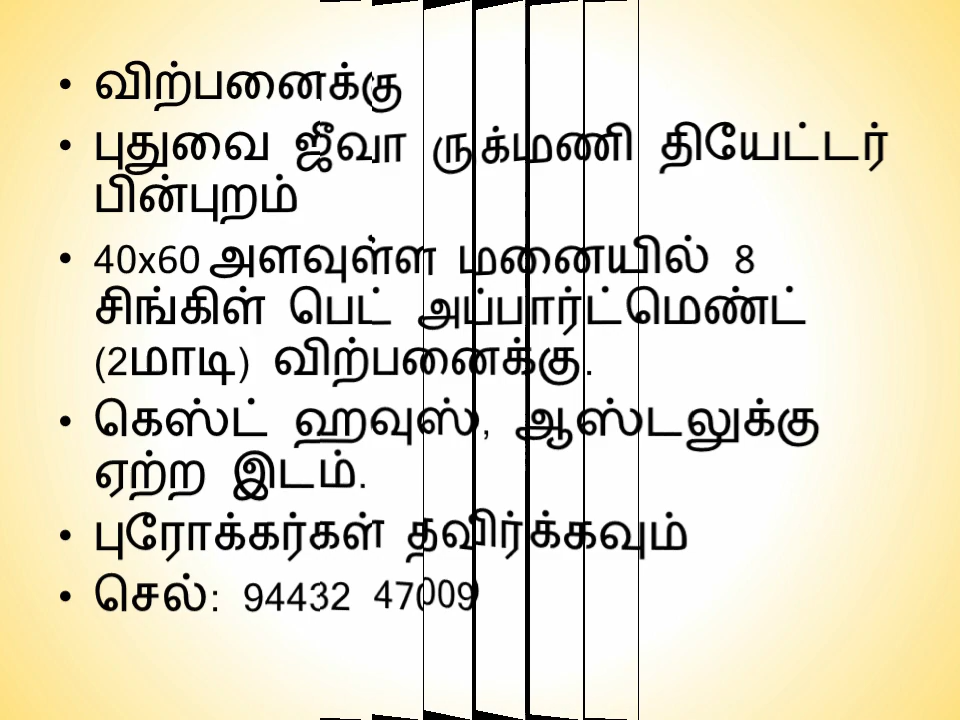 • விற்பனைக்கு
• புதுவை ஜீவா ருக்மணி தியேட்டர்
பின்புறம்
• 40x60 அளவுள்ள மனையில் 8
சிங்கிள் பெட் அப்பார்ட்மெண்ட்
(2மாடி) விற்பனைக்கு.
• கெஸ்ட் ஹவுஸ், ஆஸ்டலுக்கு
ஏற்ற இடம்.
• புரோக்கர்கள் தவிர்க்கவும்
• செல்: 94432 47009